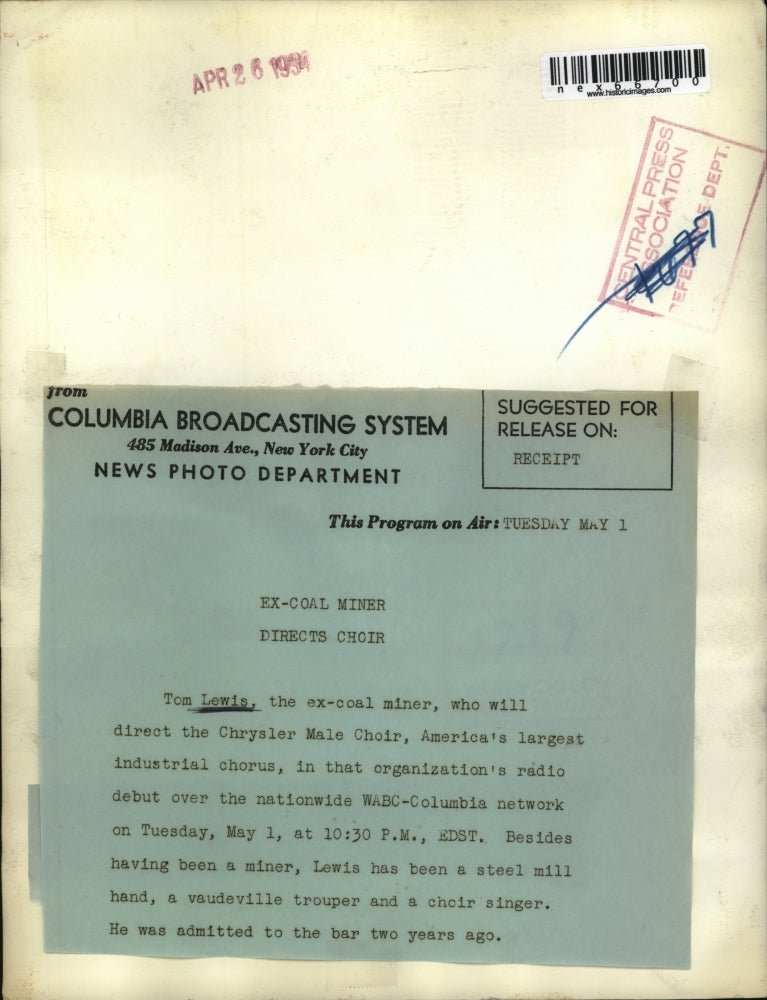 APR 26 1934
nex66700
www.historicimages.com
CENTRAL PRESS
ASSOCIATION
REFERENCE DEPT.
from
COLUMBIA BROADCASTING SYSTEM
485 Madison Ave., New York City
NEWS PHOTO DEPARTMENT
SUGGESTED FOR
RELEASE ON:
RECEIPT
This Program on Air: TUESDAY MAY 1
EX-COAL MINER
DIRECTS CHOIR
Tom Lewis, the ex-coal miner, who will
direct the Chrysler Male Choir, America's largest
industrial chorus, in that organization's radio
debut over the nationwide WABC-Columbia network
on Tuesday, May 1, at 10:30 P.M., EDST. Besides
having been a miner, Lewis has been a steel mill
hand, a vaudeville trouper and a choir singer.
He was admitted to the bar two years ago.